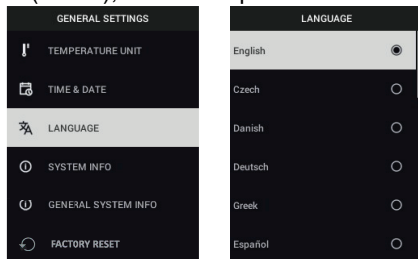 GENERAL SETTINGS
TEMPERATURE UNIT
TIME & DATE
LANGUAGE
SYSTEM INFO
GENERAL SYSTEM INFO
FACTORY RESET
LANGUAGE
English
Czech
Danish
Deutsch
Greek
Español